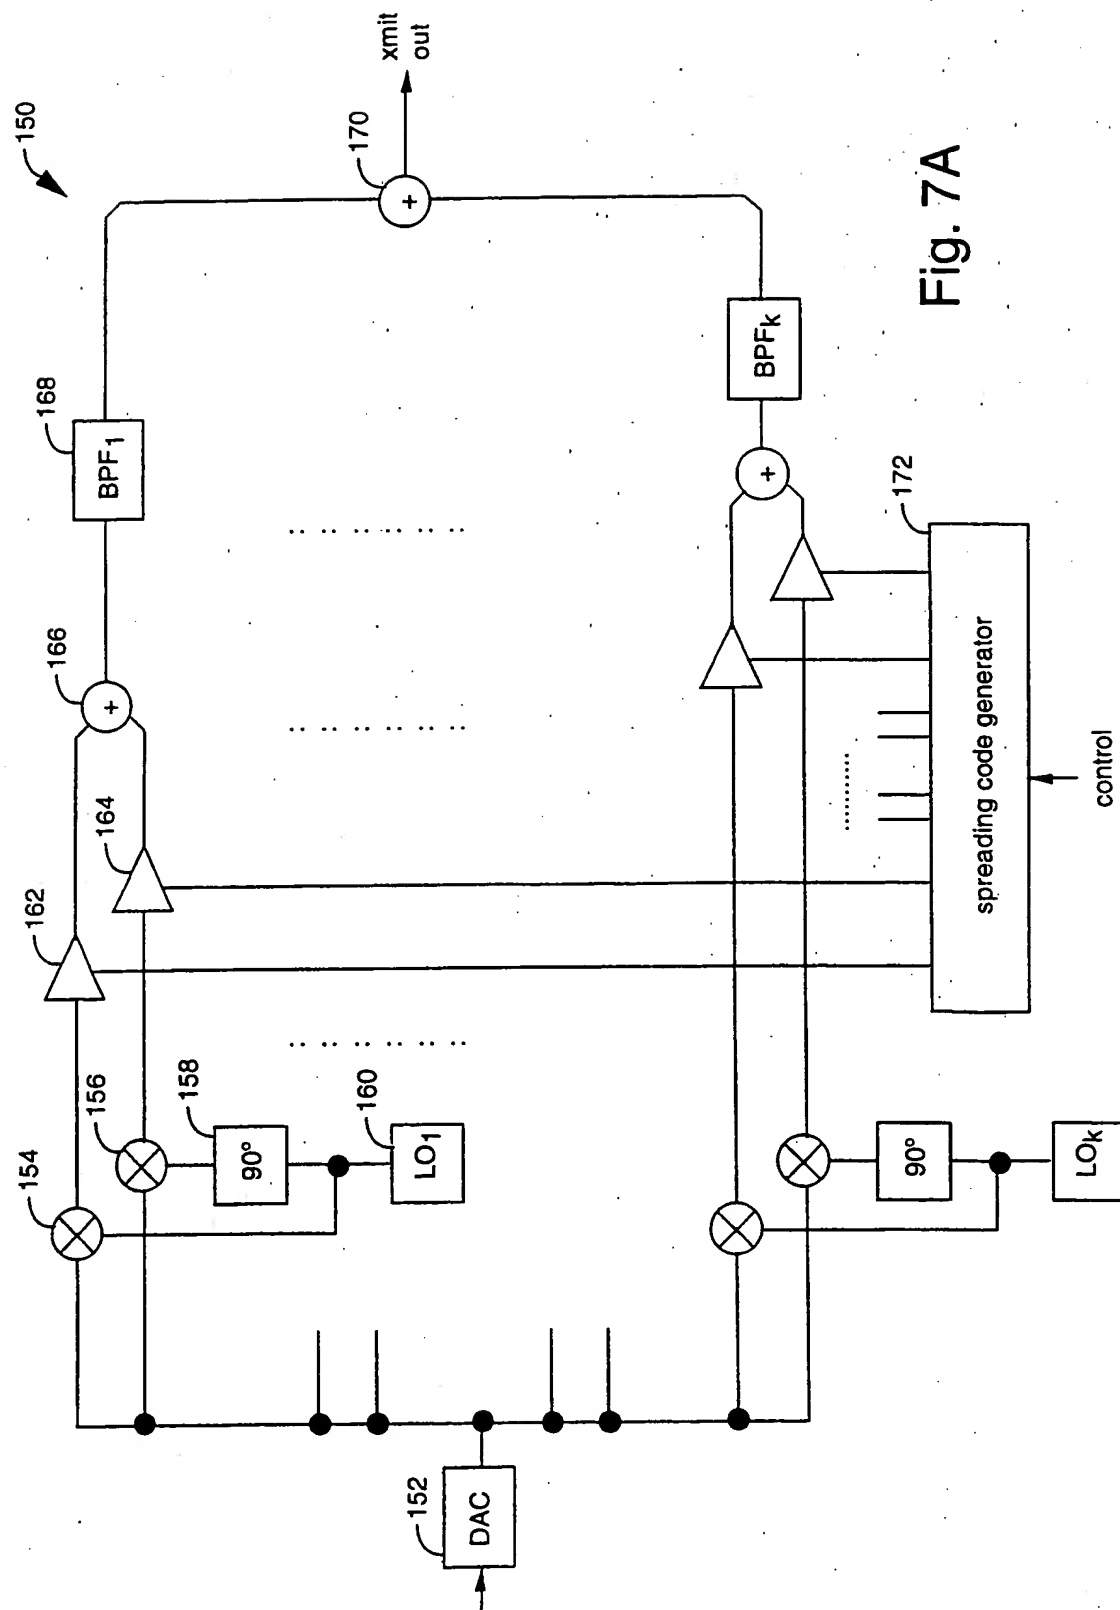 150
xmit
out
170
168
BPF1
166
162
164
154
156
158
90°
160
LO1
152
DAC
BPFk
+
+
+
172
spreading code generator
control
90°
LOk
Fig. 7A